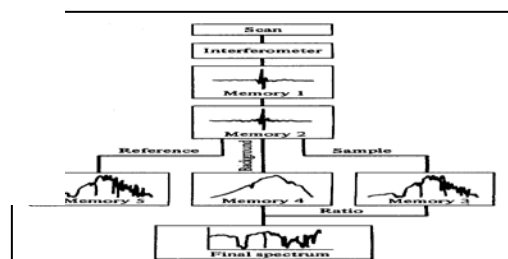 Scan
Interferometer
Memory 1
Memory 2
Reference
Background
Sample
Memory 5
Memory 4
Memory 3
Ratio
Final spectrum